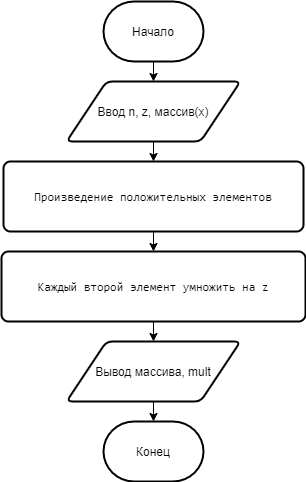 Начало
Ввод n, z, массив(x)
Произведение положительных элементов
Каждый второй элемент умножить на z
Вывод массива, mult
Конец